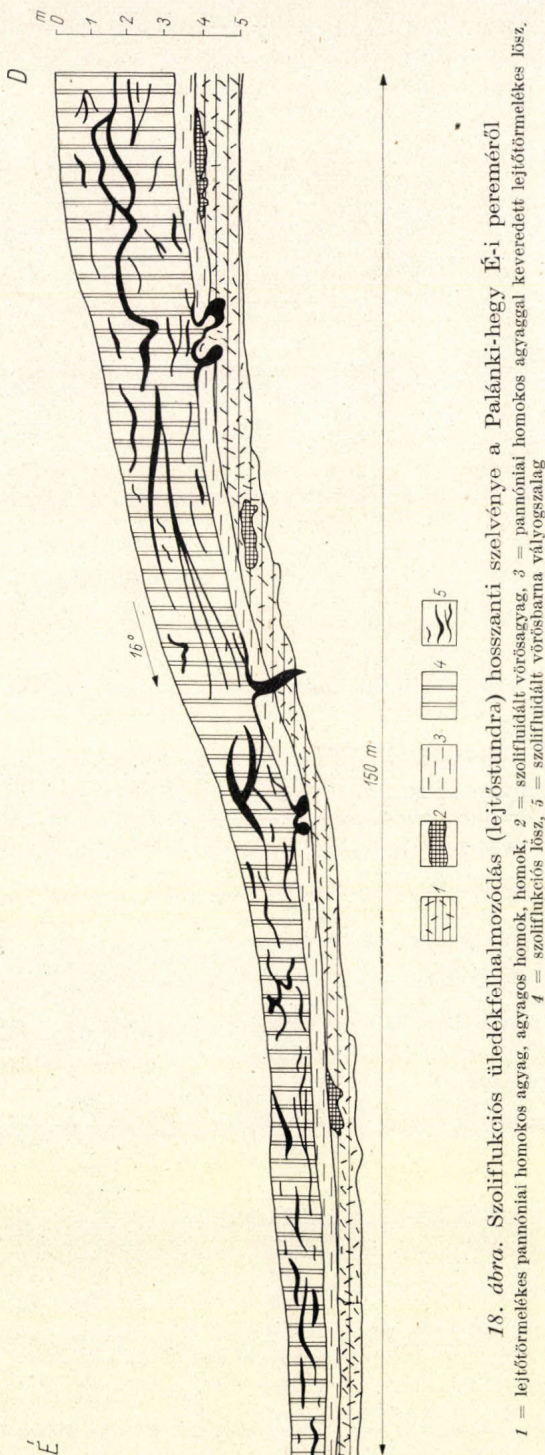 É
D
m
0
1
2
3
4
5
16°
150 m
1
2
3
4
5
18. ábra. Szoliflukciós üledékfelhalmozódás (lejtőstundra) hosszanti szelvénye a Palánki-hegy É-i pereméről
1 = lejtőtörmelékes pannóniai homokos agyag, agyagos homok, homok, 2 = szolifluidált vörösagyag, 3 = pannóniai homokos agyaggal keveredett lejtőtörmelékes lösz,
4 = szoliflukciós lösz, 5 = szolifluidált vörösbarna vályogszalag